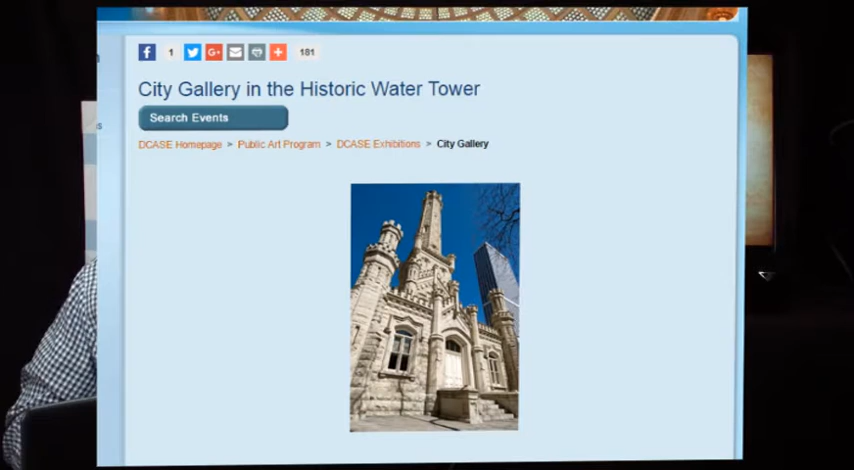 1
G+
181
City Gallery in the Historic Water Tower
Search Events
DCASE Homepage > Public Art Program > DCASE Exhibitions > City Gallery